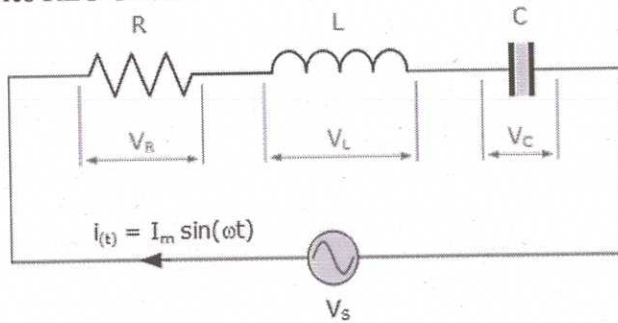 R L C
V_R V_L V_C
i_(t) = I_m sin(ωt)
V_S